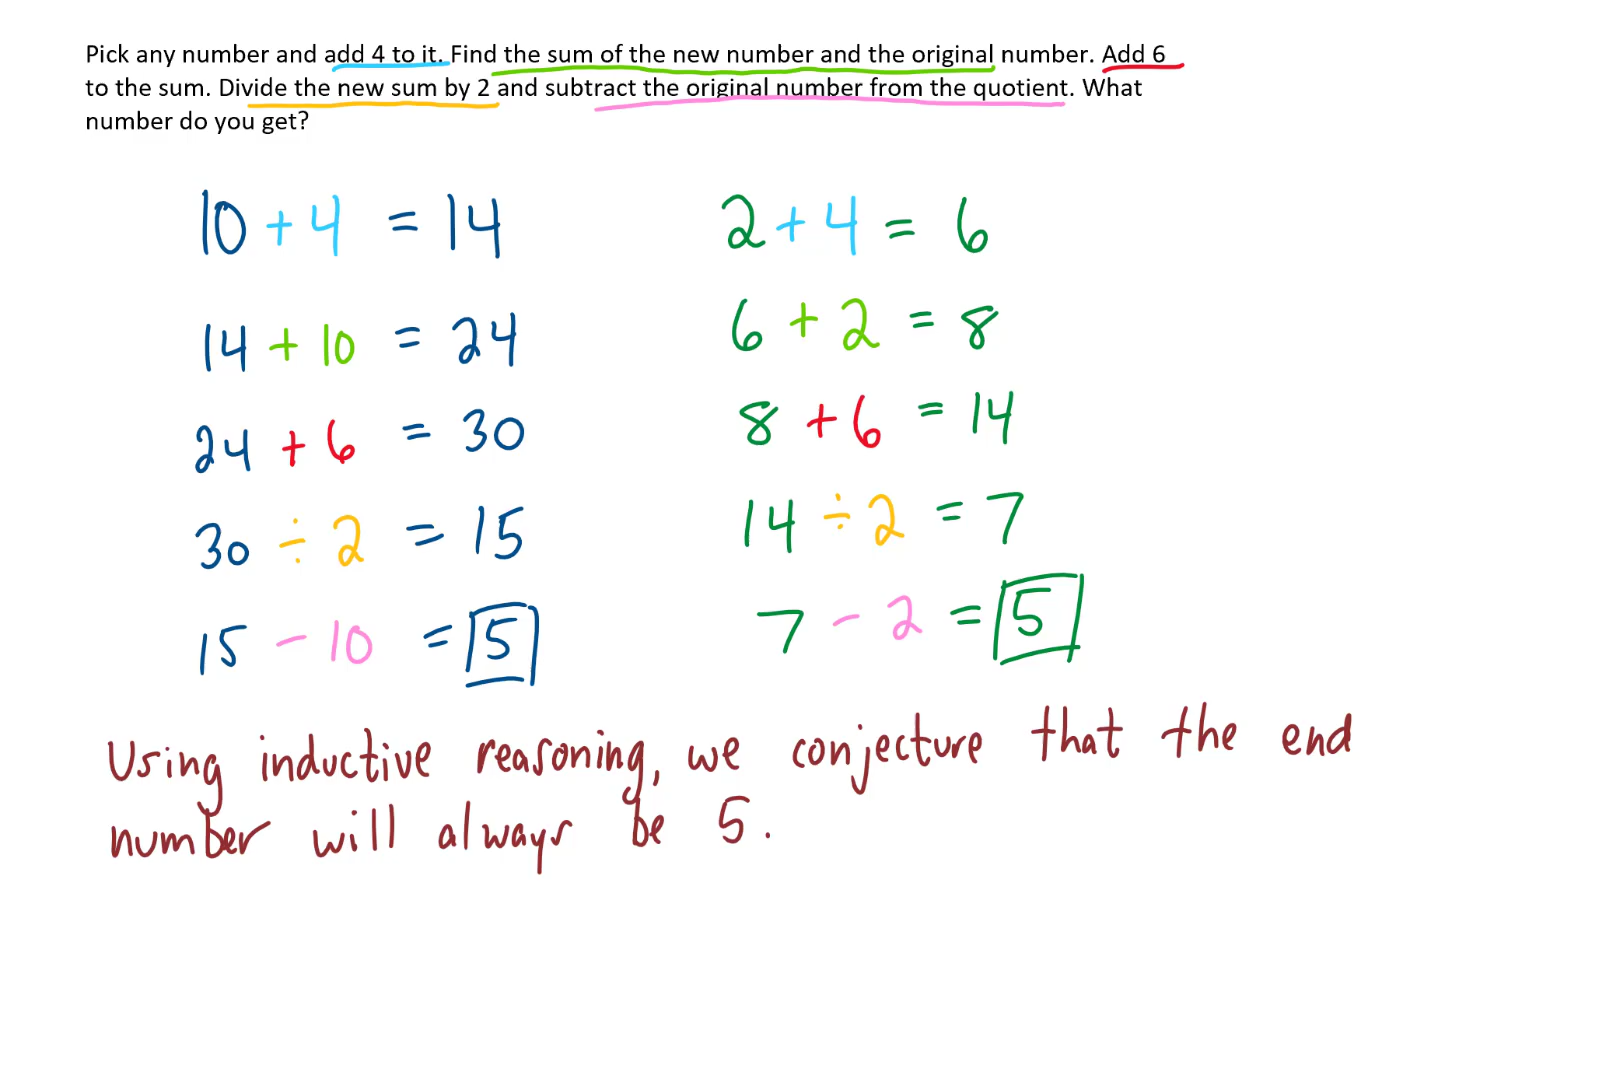 Pick any number and add 4 to it. Find the sum of the new number and the original number. Add 6
to the sum. Divide the new sum by 2 and subtract the original number from the quotient. What
number do you get?
10 + 4 = 14
14 + 10 = 24
24 + 6 = 30
30 ÷ 2 = 15
15 - 10 = 5
2 + 4 = 6
6 + 2 = 8
8 + 6 = 14
14 ÷ 2 = 7
7 - 2 = 5
Using inductive reasoning, we conjecture that the end
number will always be 5.